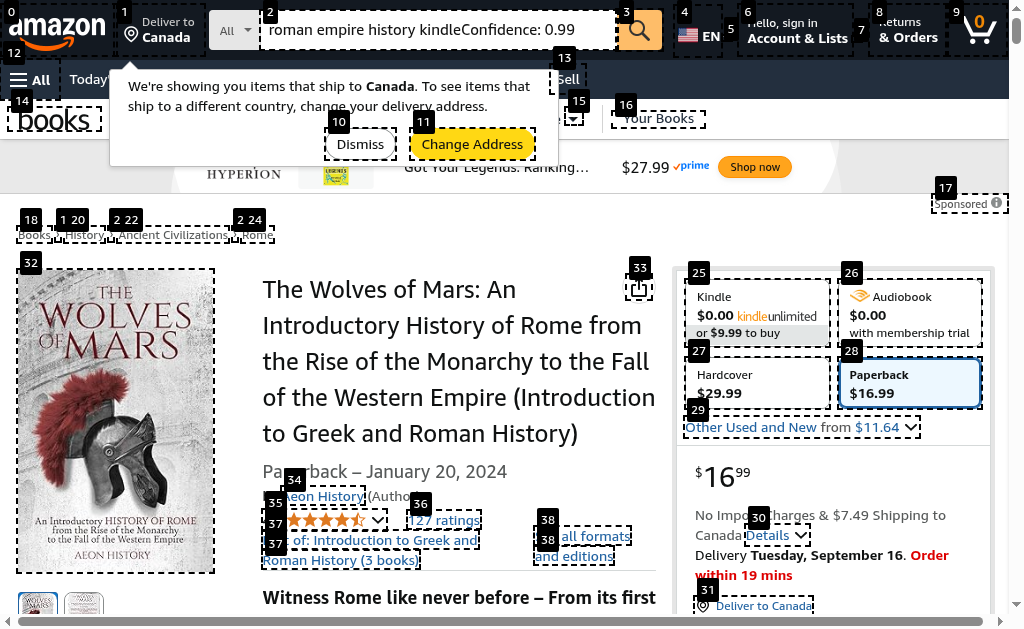 0
1
2
3
4
5
6
7
8
9
amazon
Deliver to
Canada
All
roman empire history kindleConfidence: 0.99
EN
Hello, sign in
Account & Lists
Returns
& Orders
0
12
All
Today'
13
Sell
We're showing you items that ship to Canada. To see items that
ship to a different country, change your delivery address.
10
Dismiss
11
Change Address
14
books
15
16
Your Books
HYPERION
LEGENDS
Got Your Legends. Ranking...
$27.99
prime
Shop now
17
Sponsored
18
1 20
2 22
2 24
Books
History
Ancient Civilizations
Rome
32
THE
WOLVES
OF MARS
An Introductory HISTORY OF ROME
from the Rise of the Monarchy
to the Fall of the Western Empire
AEON HISTORY
33
The Wolves of Mars: An
Introductory History of Rome from
the Rise of the Monarchy to the Fall
of the Western Empire (Introduction
to Greek and Roman History)
Paperback – January 20, 2024
34
Aeon History (Autho
35
36
127 ratings
37
37
of: Introduction to Greek and
Roman History (3 books)
38
38
all formats
and editions
Witness Rome like never before – From its first
25
Kindle
$0.00 kindleunlimited
or $9.99 to buy
26
Audiobook
$0.00
with membership trial
27
Hardcover
$29.99
28
Paperback
$16.99
29
Other Used and New from $11.64
$16.99
No Impo Charges & $7.49 Shipping to
Canada
30
Details
Delivery Tuesday, September 16. Order
within 19 mins
31
Deliver to Canada